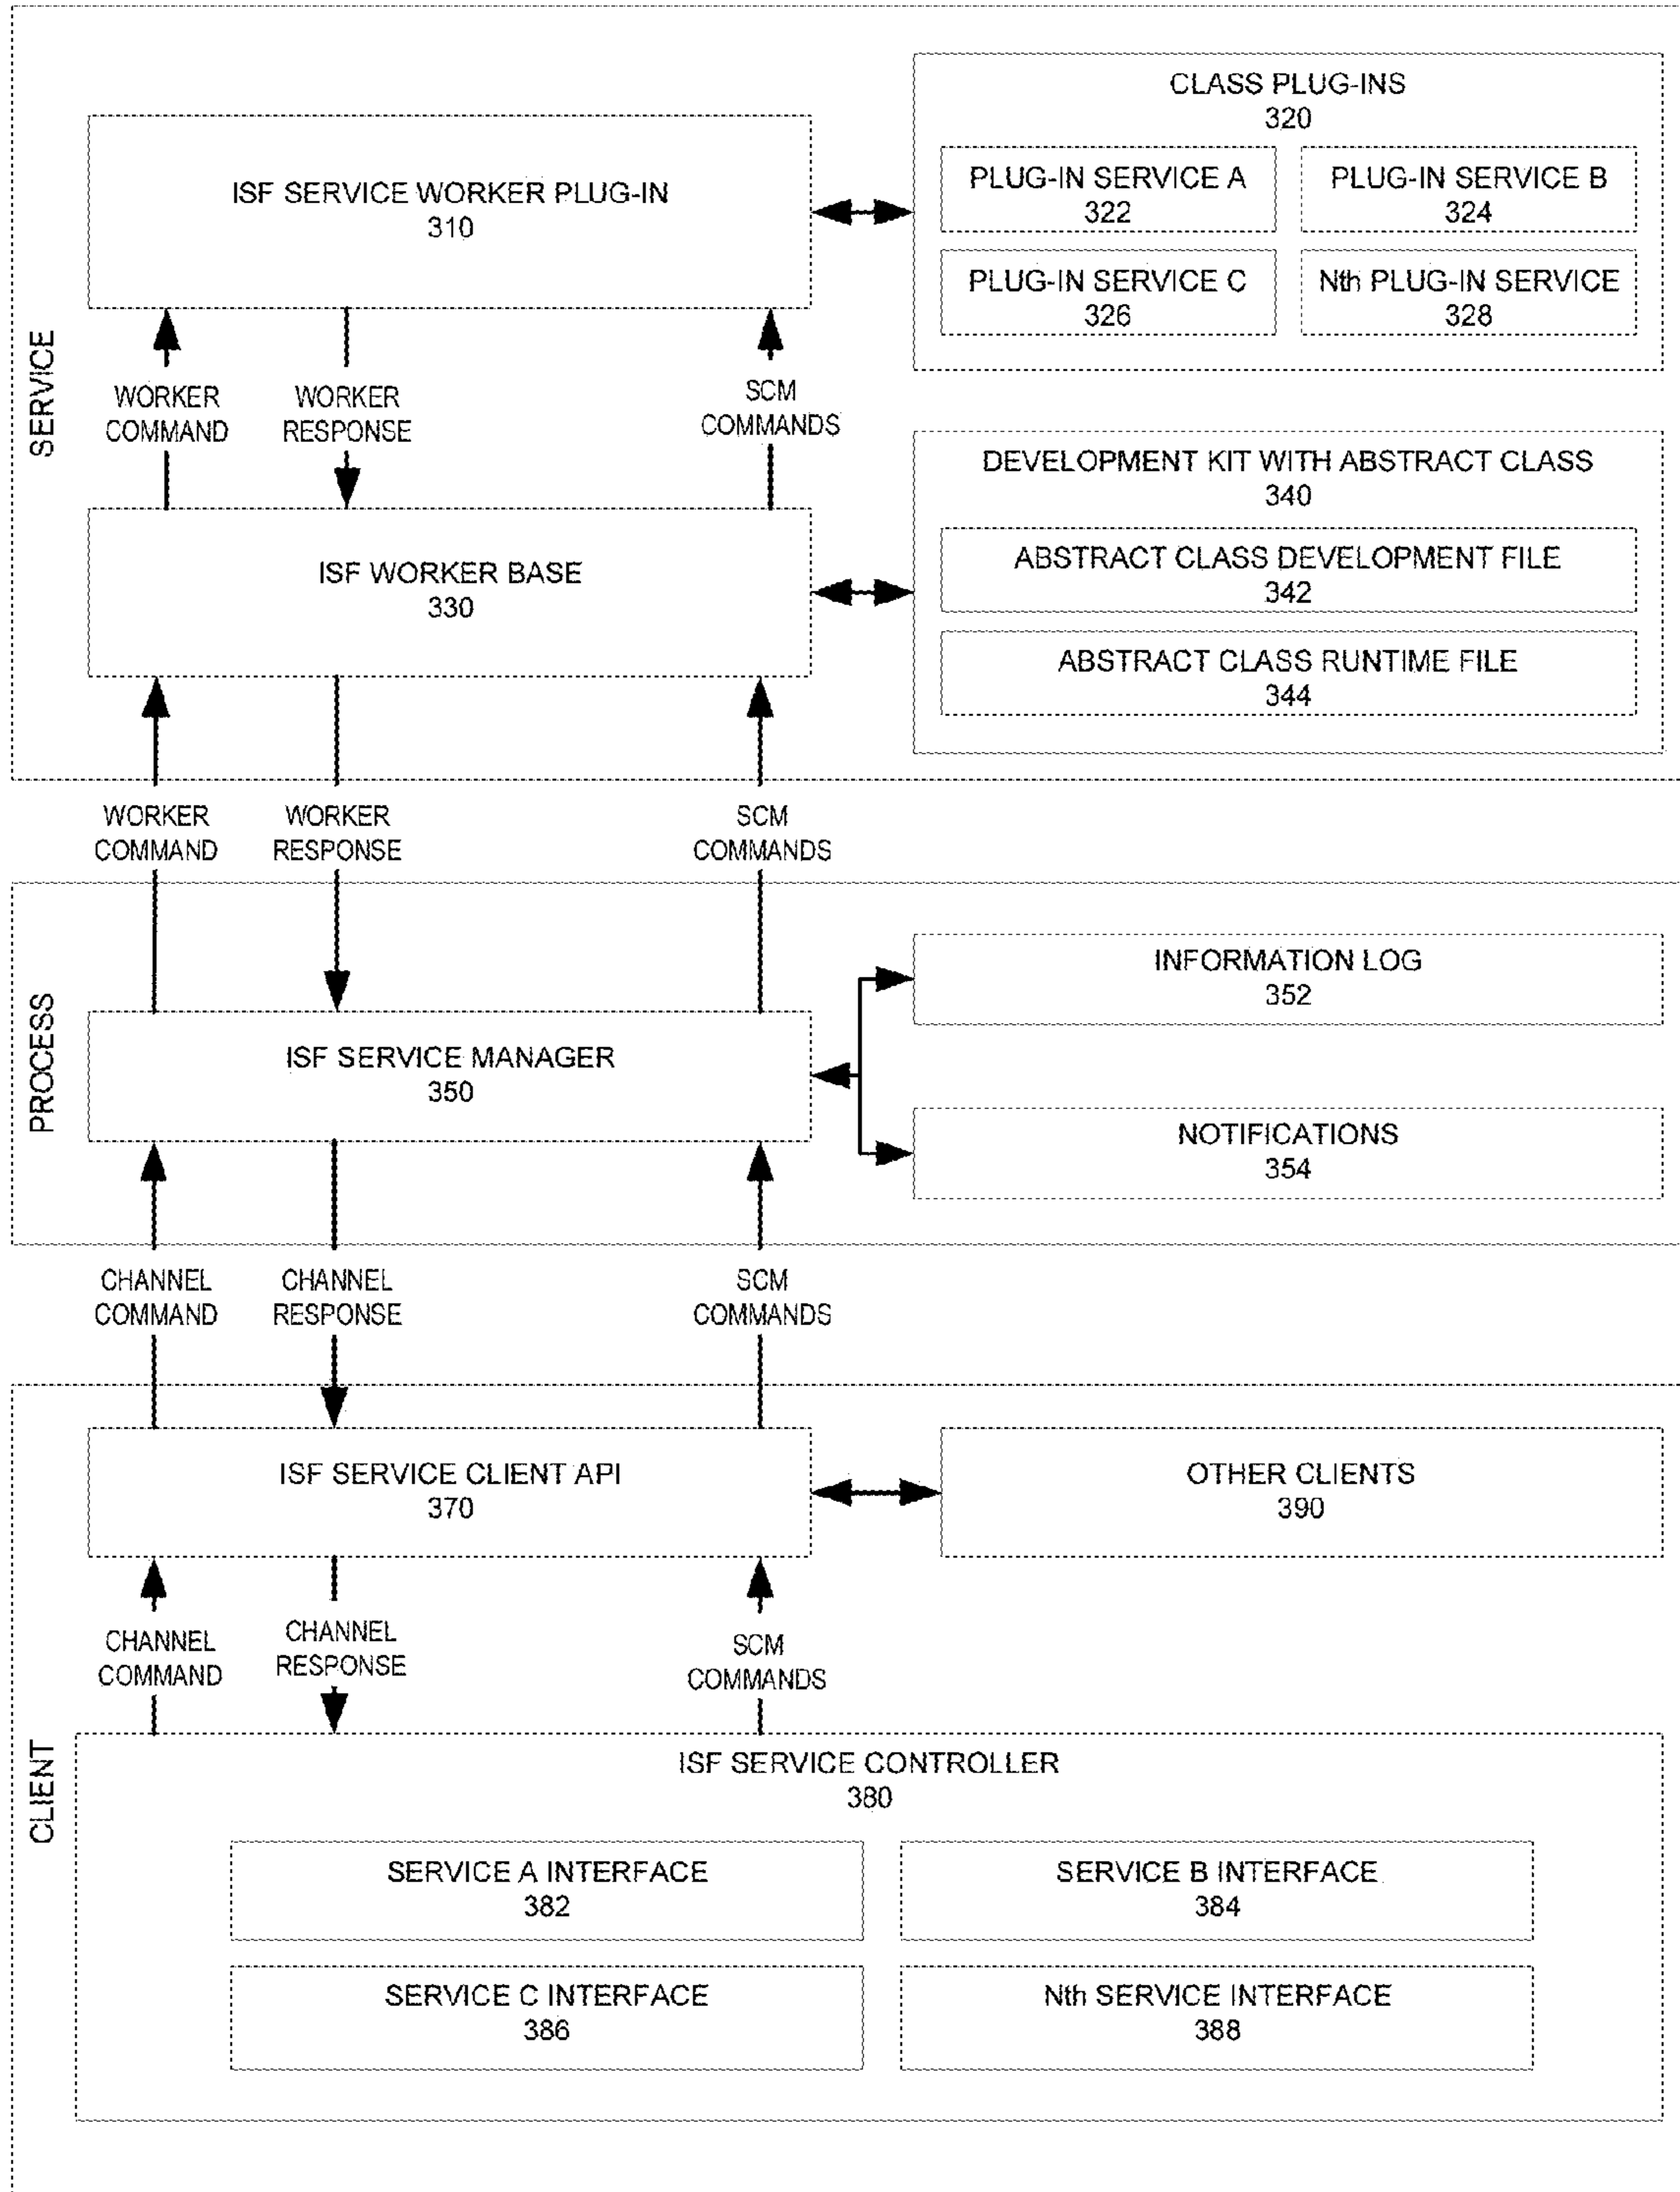 SERVICE
ISF SERVICE WORKER PLUG-IN
310
CLASS PLUG-INS
320
PLUG-IN SERVICE A
322
PLUG-IN SERVICE B
324
PLUG-IN SERVICE C
326
Nth PLUG-IN SERVICE
328
WORKER
COMMAND
WORKER
RESPONSE
SCM
COMMANDS
ISF WORKER BASE
330
DEVELOPMENT KIT WITH ABSTRACT CLASS
340
ABSTRACT CLASS DEVELOPMENT FILE
342
ABSTRACT CLASS RUNTIME FILE
344
WORKER
COMMAND
WORKER
RESPONSE
SCM
COMMANDS
PROCESS
ISF SERVICE MANAGER
350
INFORMATION LOG
352
NOTIFICATIONS
354
CHANNEL
COMMAND
CHANNEL
RESPONSE
SCM
COMMANDS
CLIENT
ISF SERVICE CLIENT API
370
OTHER CLIENTS
390
CHANNEL
COMMAND
CHANNEL
RESPONSE
SCM
COMMANDS
ISF SERVICE CONTROLLER
380
SERVICE A INTERFACE
382
SERVICE B INTERFACE
384
SERVICE C INTERFACE
386
Nth SERVICE INTERFACE
388